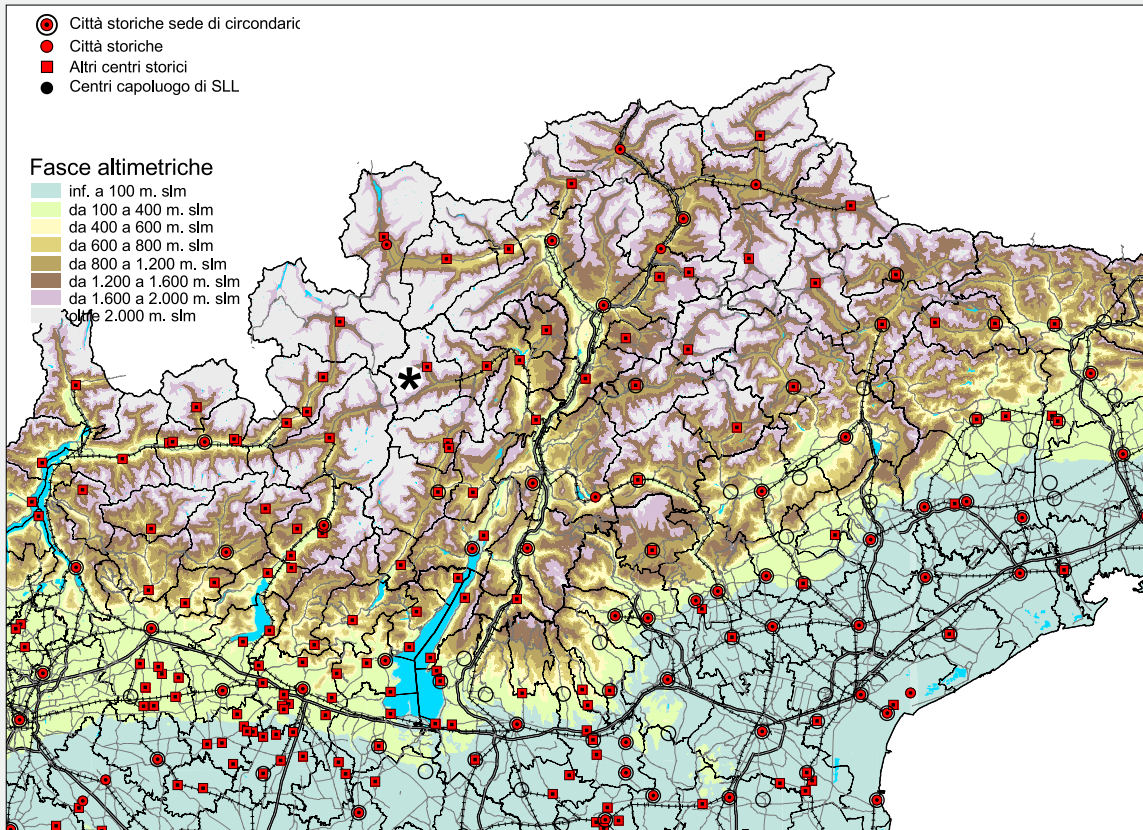 Città storiche sede di circondario
Città storiche
Altri centri storici
Centri capoluogo di SLL
Fasce altimetriche
inf. a 100 m. slm
da 100 a 400 m. slm
da 400 a 600 m. slm
da 600 a 800 m. slm
da 800 a 1.200 m. slm
da 1.200 a 1.600 m. slm
da 1.600 a 2.000 m. slm
oltre 2.000 m. slm
*